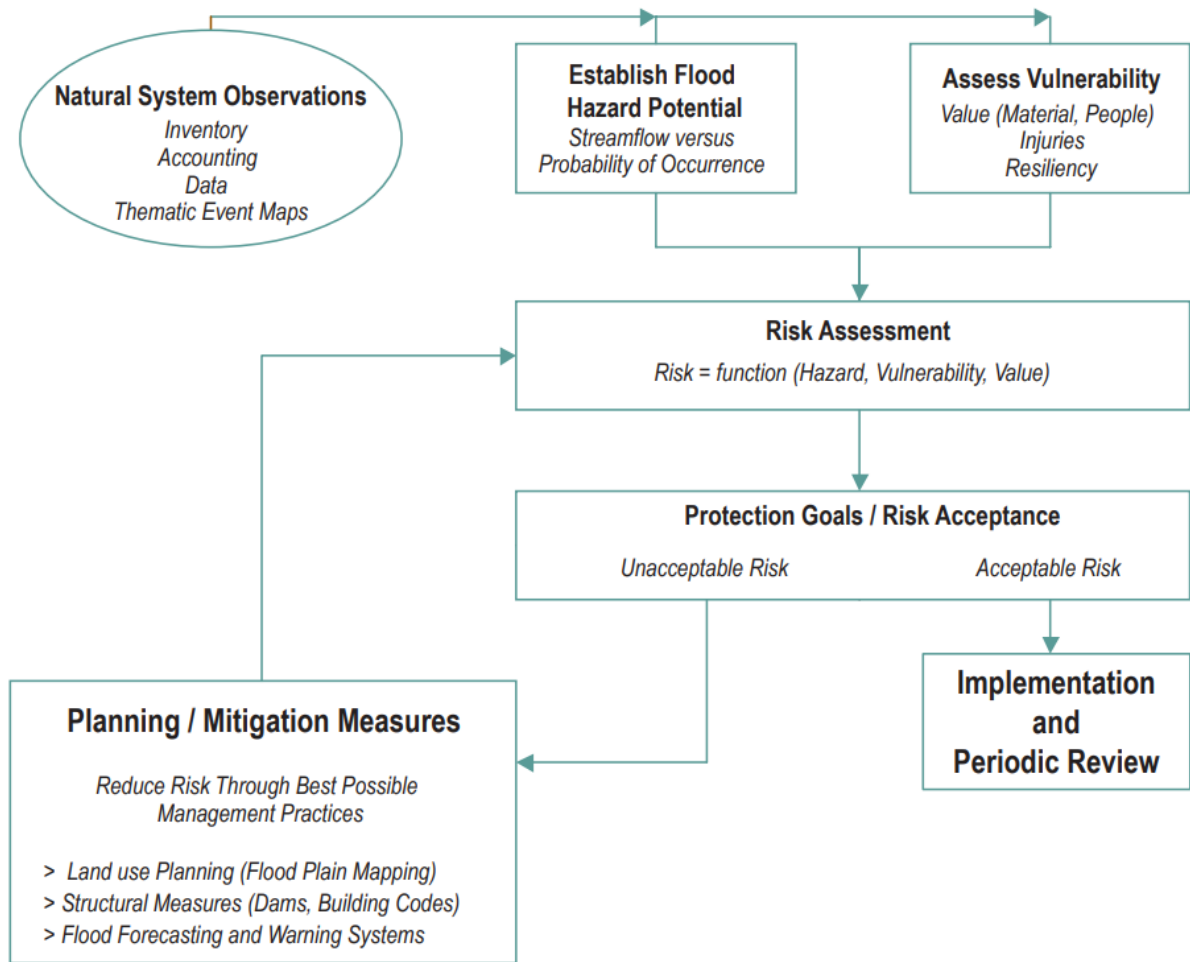 Natural System Observations
Inventory
Accounting
Data
Thematic Event Maps
Establish Flood
Hazard Potential
Streamflow versus
Probability of Occurrence
Assess Vulnerability
Value (Material, People)
Injuries
Resiliency
Risk Assessment
Risk = function (Hazard, Vulnerability, Value)
Protection Goals / Risk Acceptance
Unacceptable Risk
Acceptable Risk
Implementation
and
Periodic Review
Planning / Mitigation Measures
Reduce Risk Through Best Possible
Management Practices
> Land use Planning (Flood Plain Mapping)
> Structural Measures (Dams, Building Codes)
> Flood Forecasting and Warning Systems